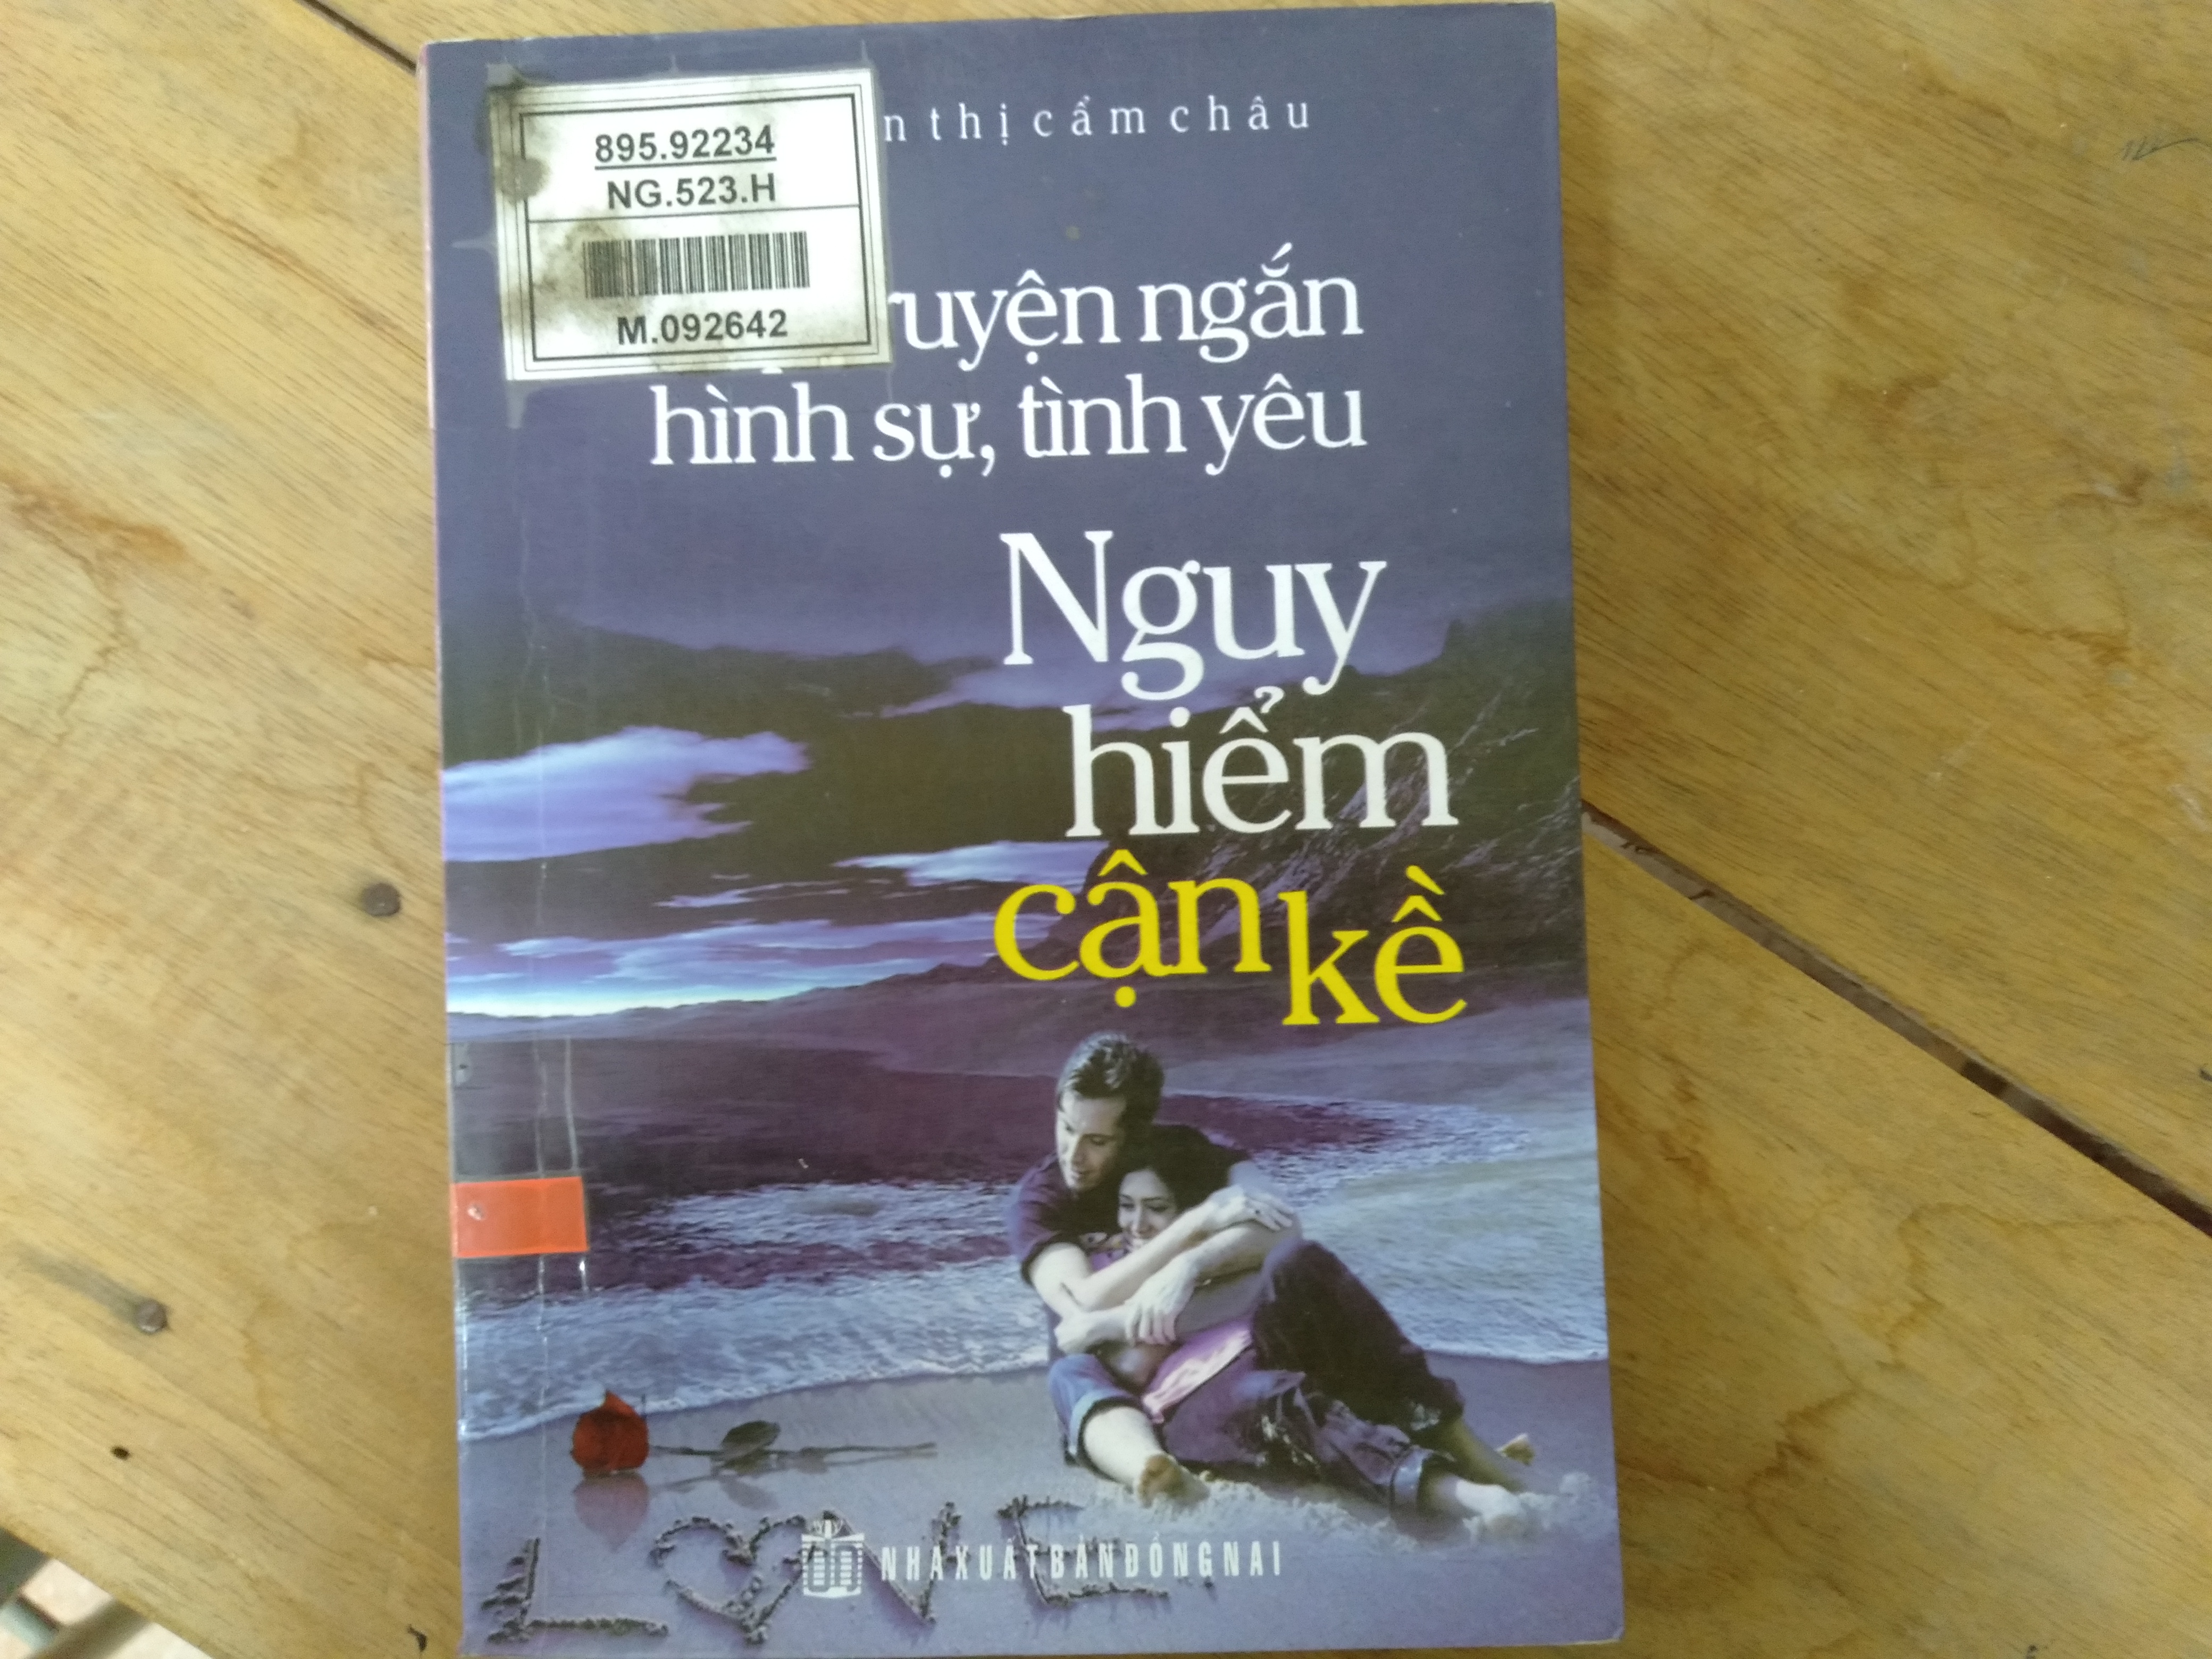 895.92234
NG.523.H
M.092642
n thị cẩm châu
ruyện ngắn
hình sự, tình yêu
Nguy
hiểm
cận kề
LOVE
NHÀ XUẤT BẢN ĐỒNG NAI